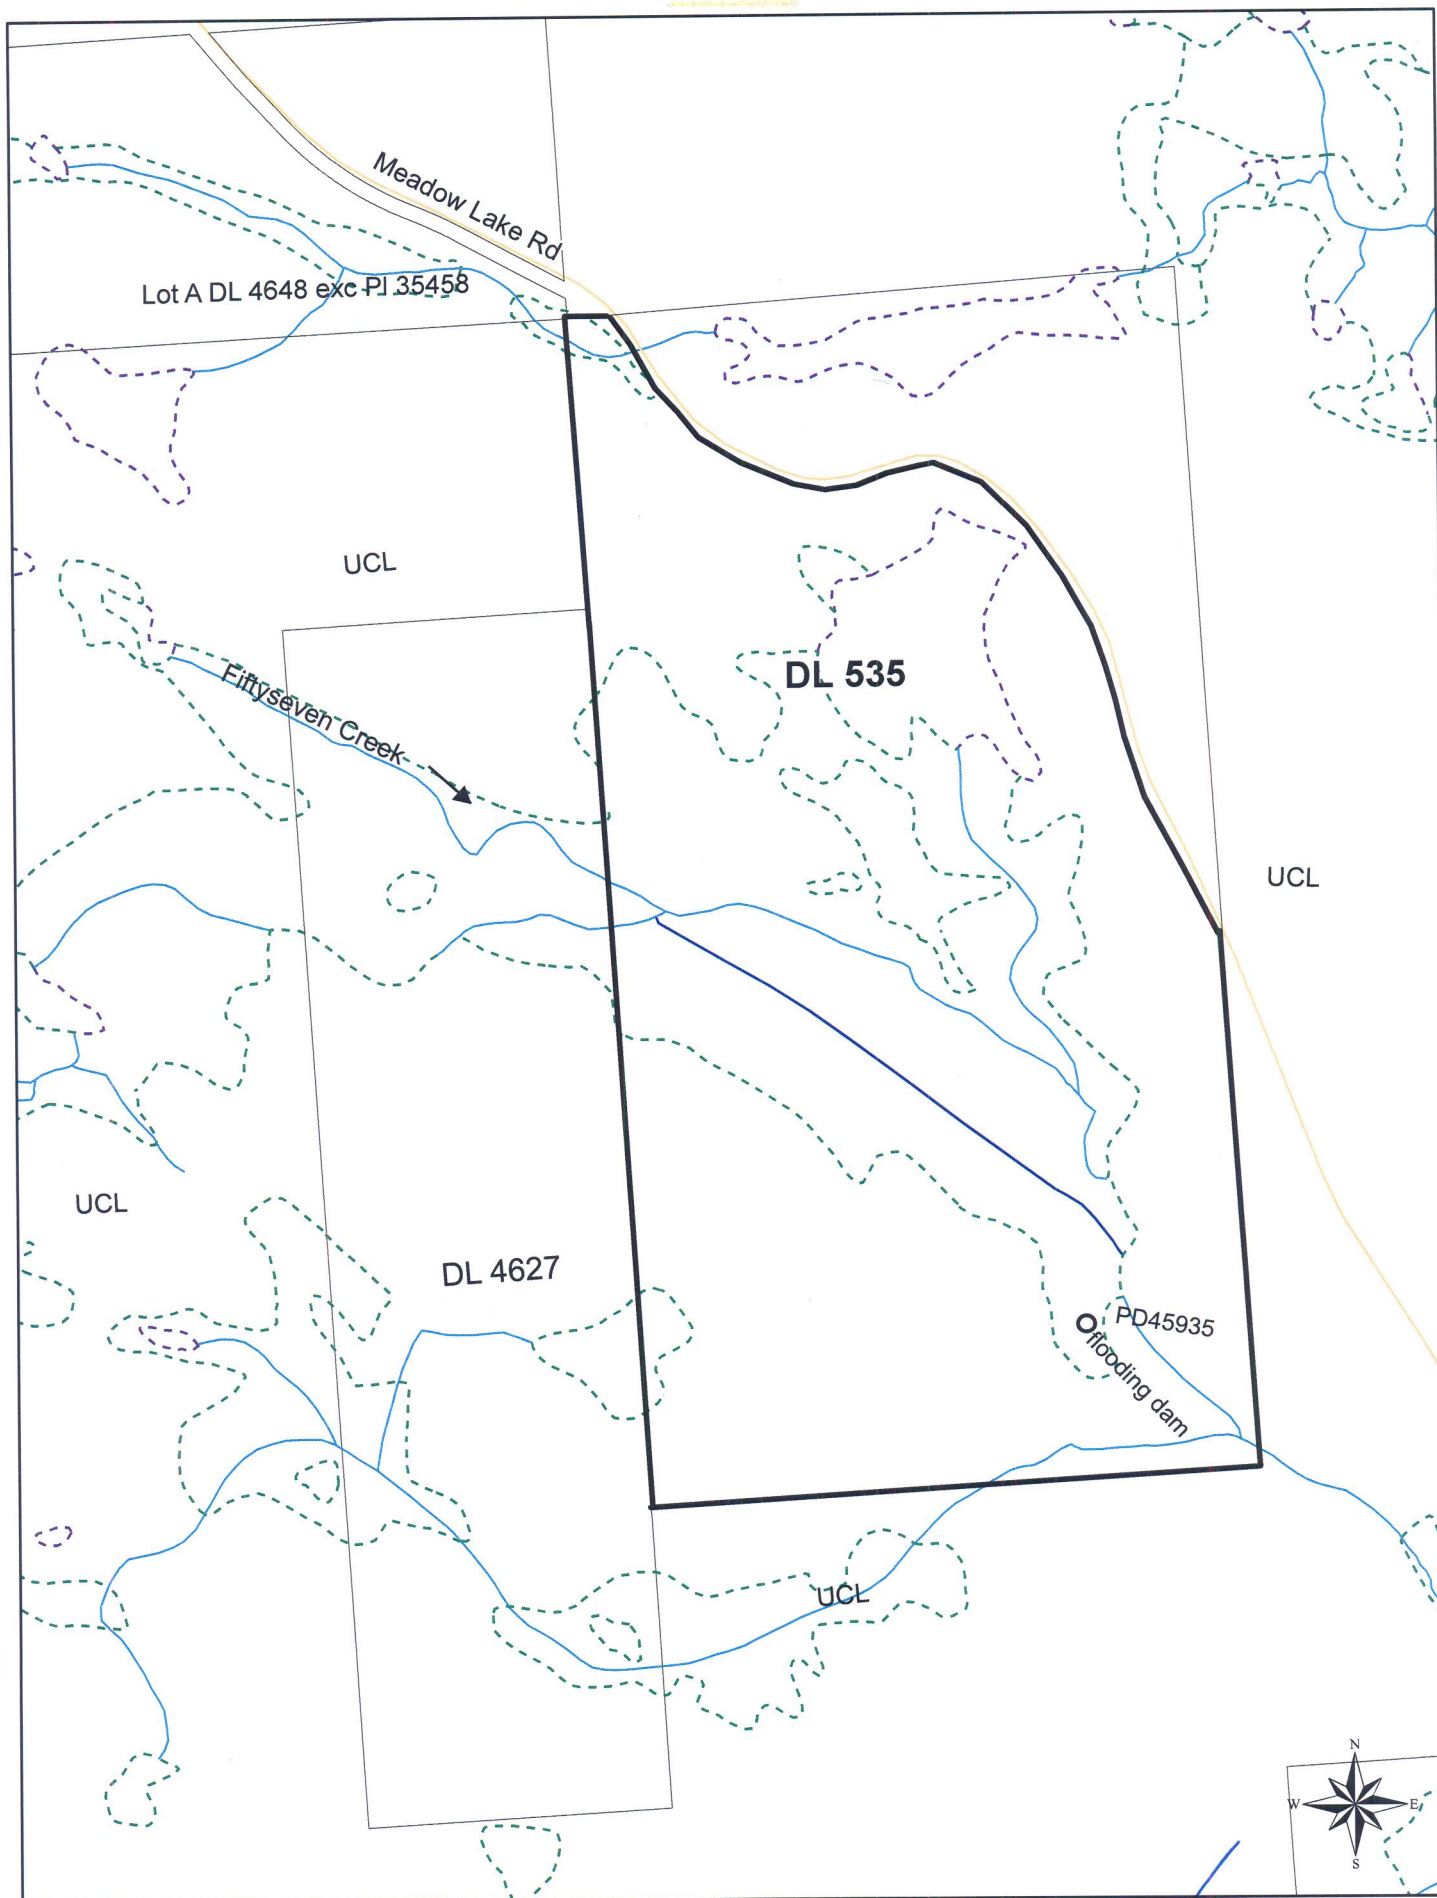 Meadow Lake Rd
Lot A DL 4648 exc Pl 35458
UCL
DL 535
Fiftyseven Creek
UCL
UCL
DL 4627
PD45935
flooding dam
UCL
N
W
E
S